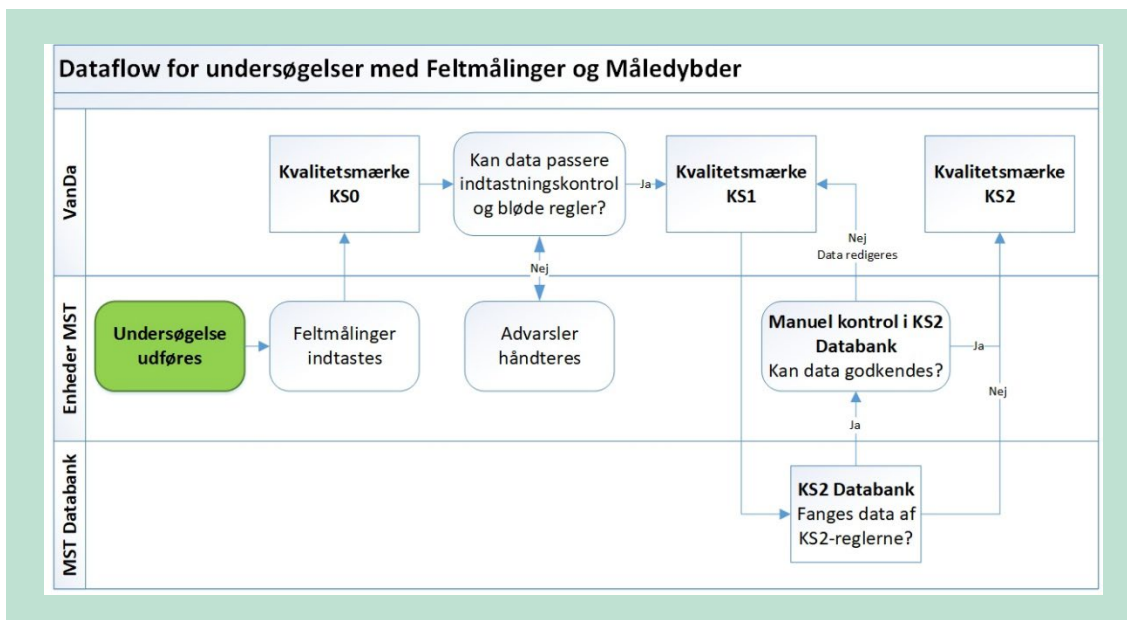 Dataflow for undersøgelser med Feltmålinger og Måledybder
VanDa
Kvalitetsmærke
KS0
Kan data passere
indtastningskontrol
og bløde regler?
Ja
Kvalitetsmærke
KS1
Kvalitetsmærke
KS2
Nej
Nej
Data redigeres
Enheder MST
Undersøgelse
udføres
Feltmålinger
indtastes
Advarsler
håndteres
Manuel kontrol i KS2
Databank
Kan data godkendes?
Ja
Nej
Ja
MST Databank
KS2 Databank
Fanges data af
KS2-reglerne?